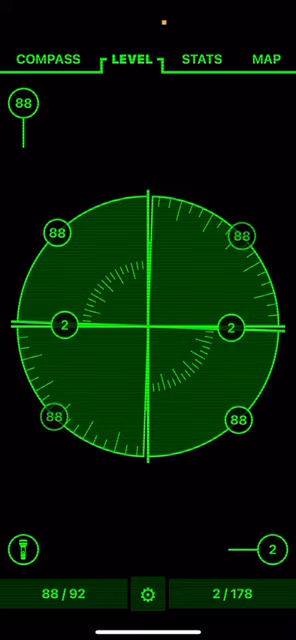 COMPASS LEVEL STATS MAP
88
88 88
2 2
88 88
2
88 / 92 2 / 178